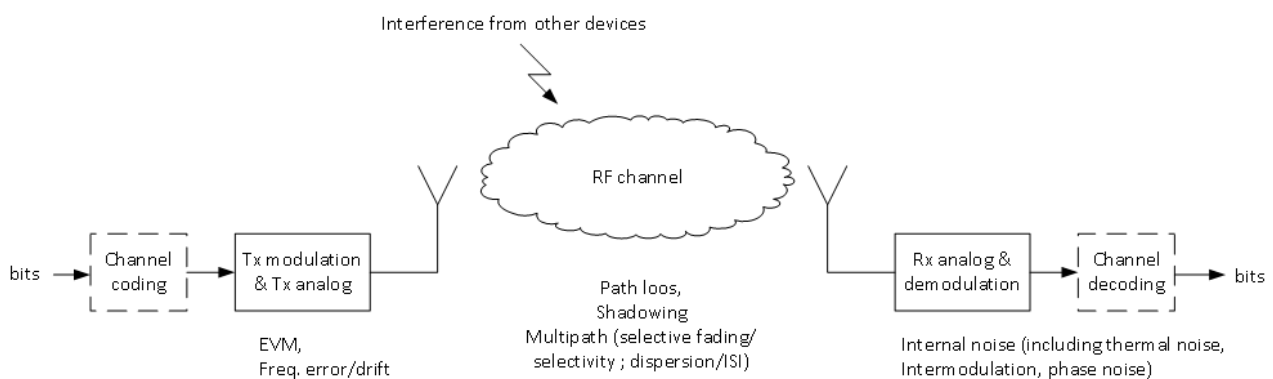 Interference from other devices
RF channel
bits
Channel
coding
Tx modulation
& Tx analog
Rx analog &
demodulation
Channel
decoding
bits
EVM,
Freq. error/drift
Path loos,
Shadowing
Multipath (selective fading/
selectivity ; dispersion/ISI)
Internal noise (including thermal noise,
Intermodulation, phase noise)